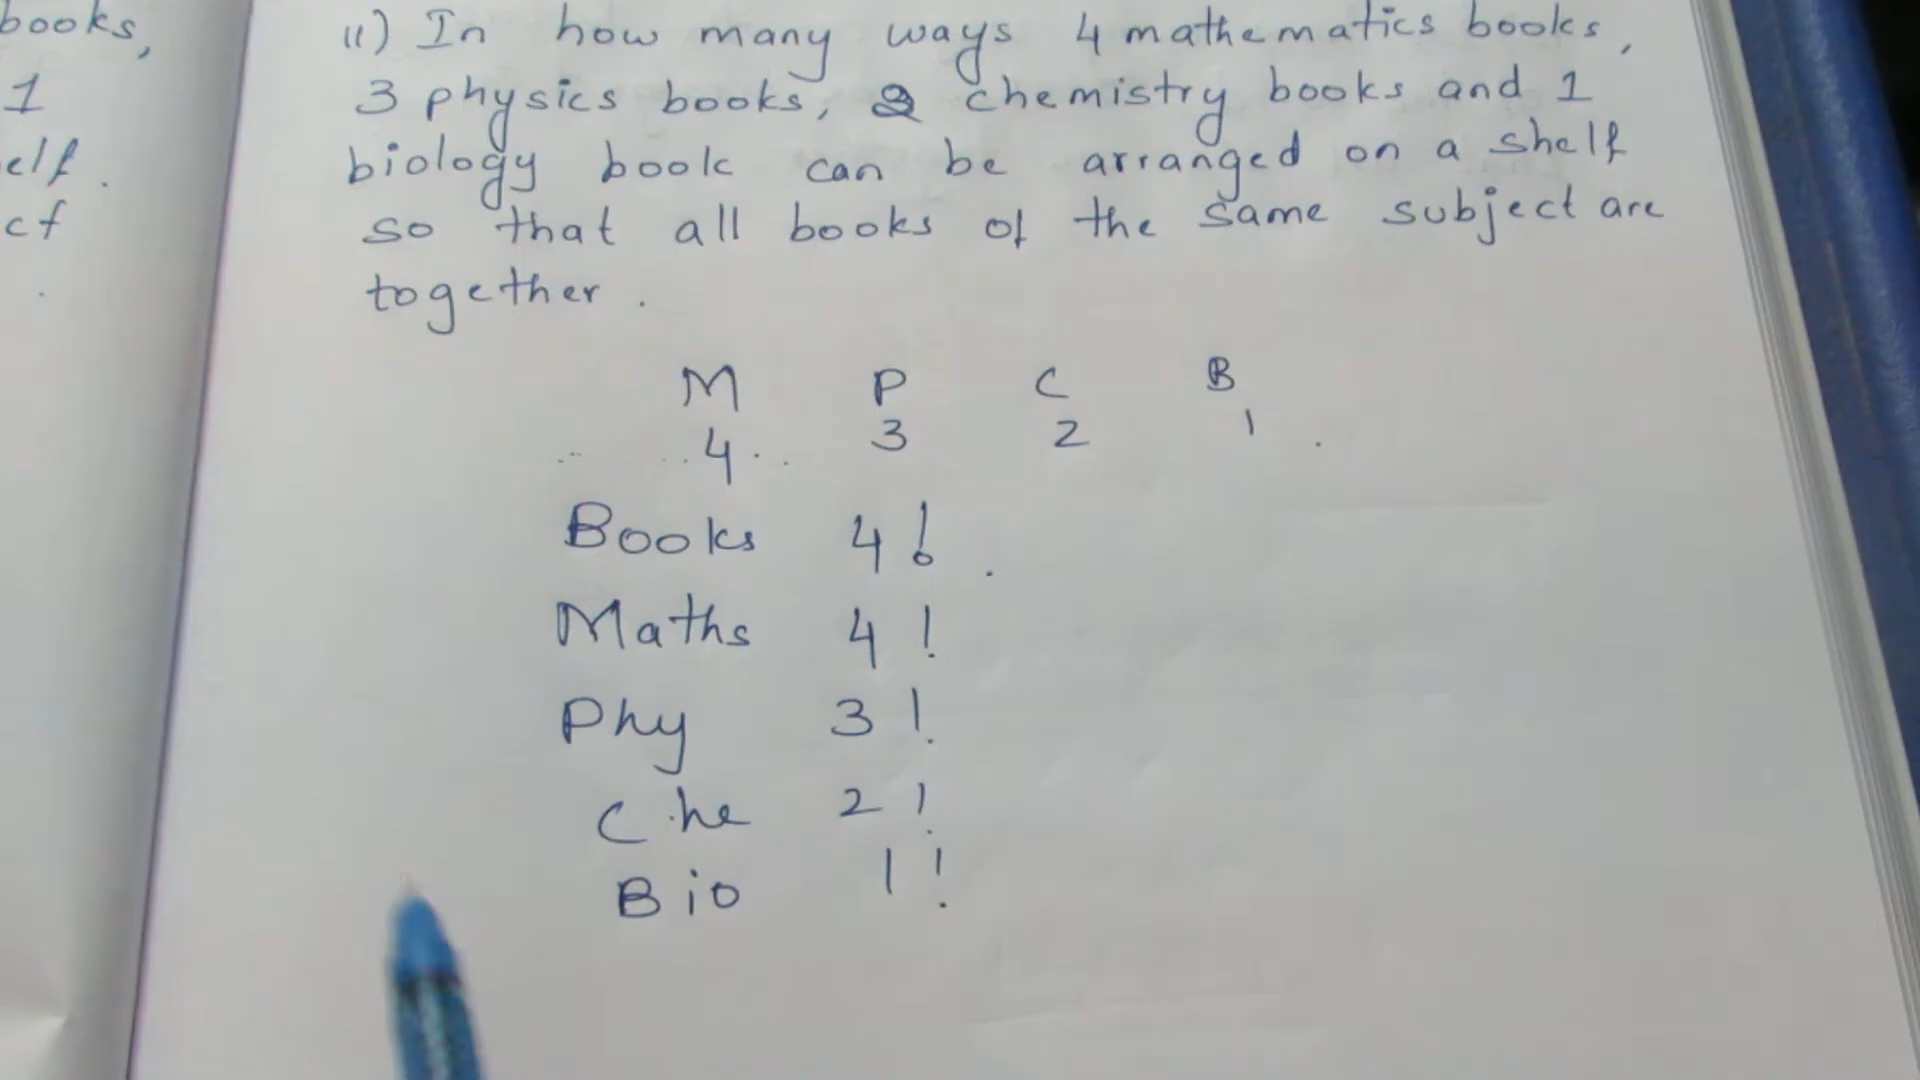 books,
1
elf.
cf
11) In how many ways 4 mathematics books,
3 physics books, 2 chemistry books and 1
biology book can be arranged on a shelf
so that all books of the same subject are
together.
M P C B
4 3 2 1
Books 4!
Maths 4!
Phy 3!
Che 2!
Bio 1!